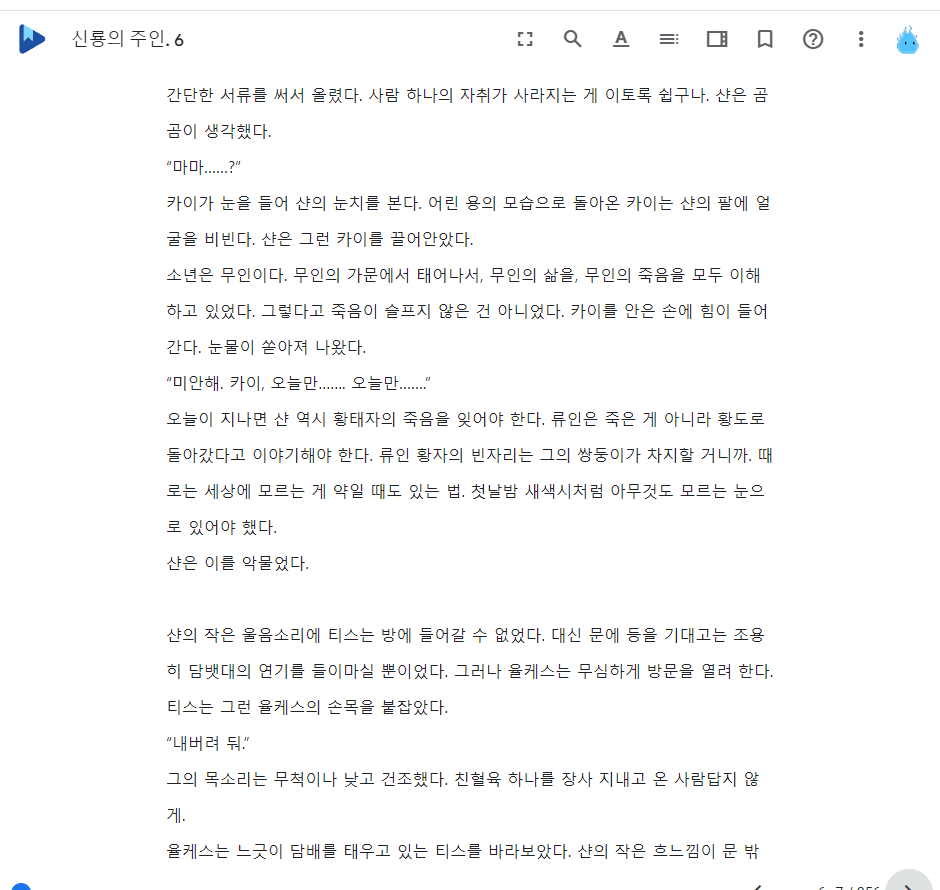 신룡의 주인. 6
간단한 서류를 써서 올렸다. 사람 하나의 자취가 사라지는 게 이토록 쉽구나. 샨은 곰
곰이 생각했다.
“마마……?”
카이가 눈을 들어 샨의 눈치를 본다. 어린 용의 모습으로 돌아온 카이는 샨의 팔에 얼
굴을 비빈다. 샨은 그런 카이를 끌어안았다.
소년은 무인이다. 무인의 가문에서 태어나서, 무인의 삶을, 무인의 죽음을 모두 이해
하고 있었다. 그렇다고 죽음이 슬프지 않은 건 아니었다. 카이를 안은 손에 힘이 들어
간다. 눈물이 쏟아져 나왔다.
“미안해. 카이, 오늘만……. 오늘만…….”
오늘이 지나면 샨 역시 황태자의 죽음을 잊어야 한다. 류인은 죽은 게 아니라 황도로
돌아갔다고 이야기해야 한다. 류인 황자의 빈자리는 그의 쌍둥이가 차지할 거니까. 때
로는 세상에 모르는 게 약일 때도 있는 법. 첫날밤 새색시처럼 아무것도 모르는 눈으
로 있어야 했다.
샨은 이를 악물었다.
샨의 작은 울음소리에 티스는 방에 들어갈 수 없었다. 대신 문에 등을 기대고는 조용
히 담뱃대의 연기를 들이마실 뿐이었다. 그러나 율케스는 무심하게 방문을 열려 한다.
티스는 그런 율케스의 손목을 붙잡았다.
“내버려 둬.”
그의 목소리는 무척이나 낮고 건조했다. 친혈육 하나를 장사 지내고 온 사람답지 않
게.
율케스는 느긋이 담배를 태우고 있는 티스를 바라보았다. 샨의 작은 흐느낌이 문 밖